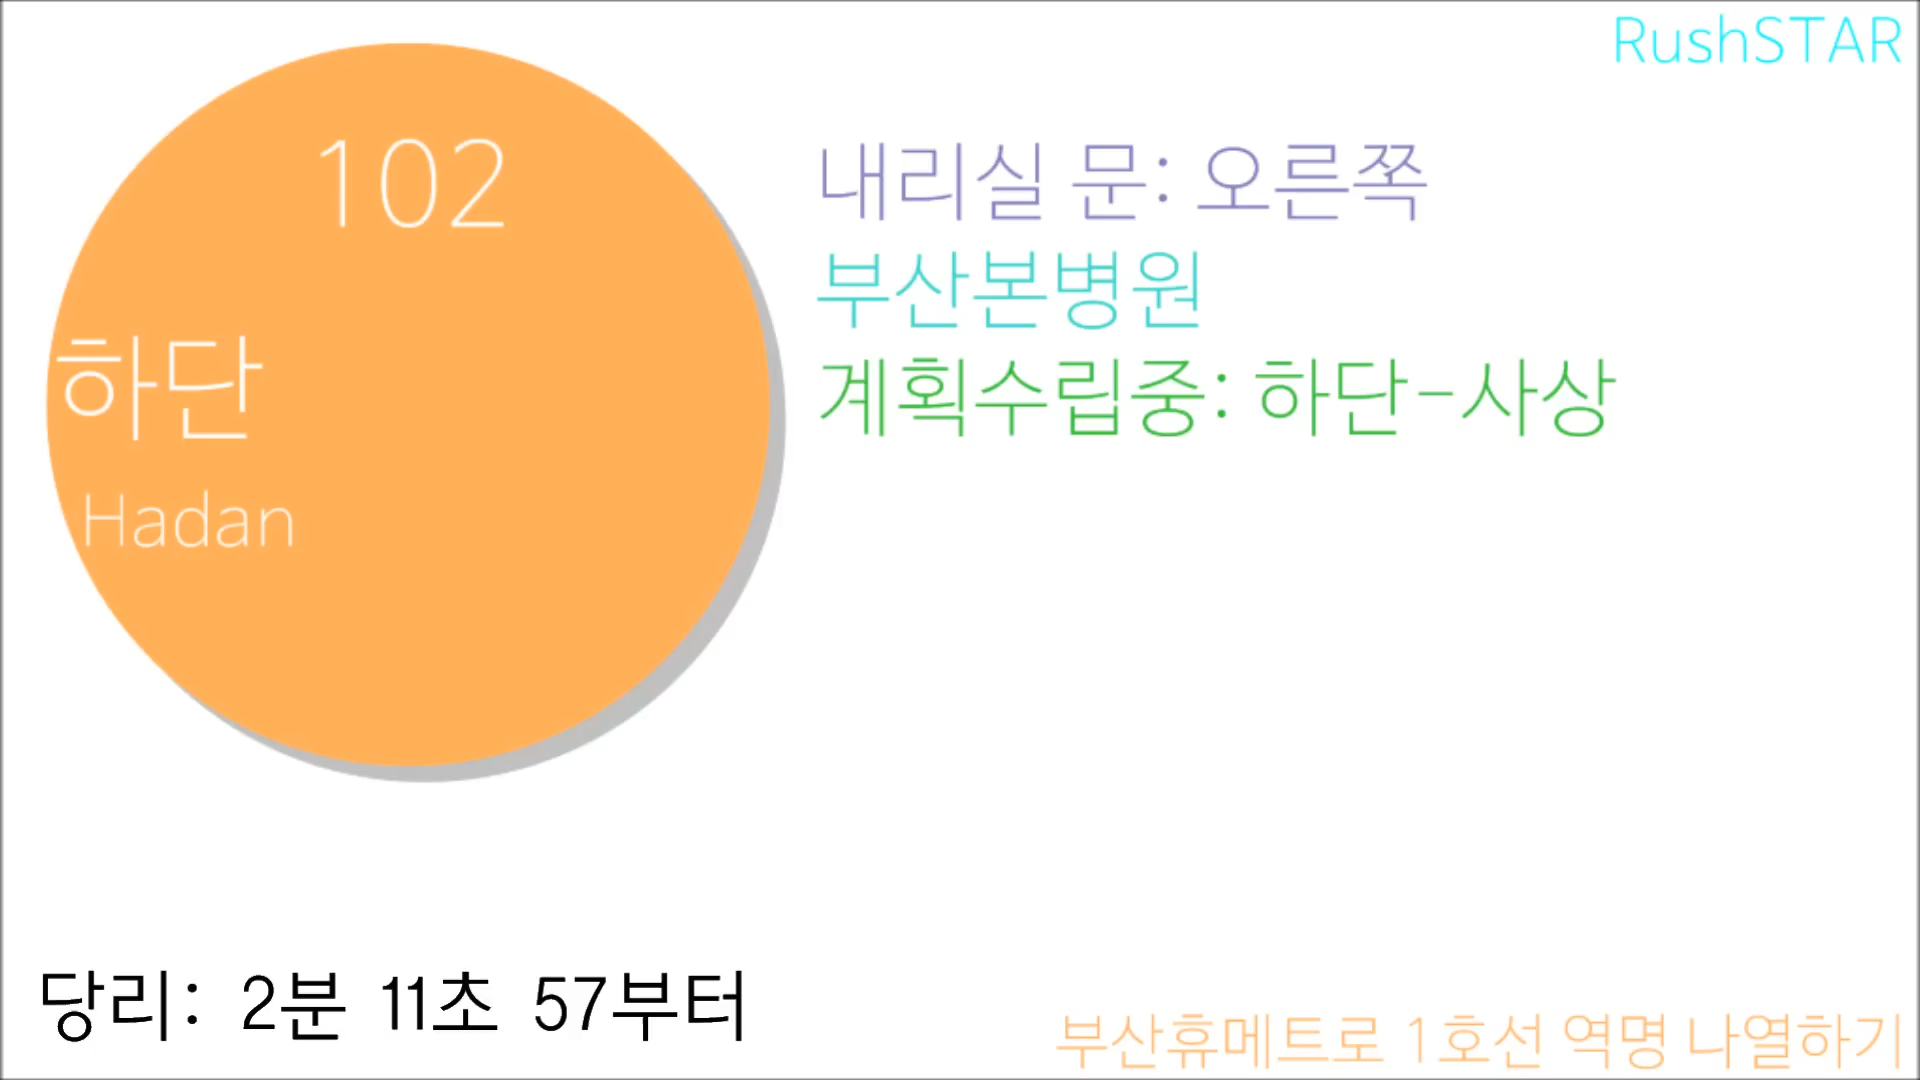 RushSTAR
102
하단
Hadan
내리실 문: 오른쪽
부산본병원
계획수립중: 하단-사상
당리: 2분 11초 57부터
부산휴메트로 1호선 역명 나열하기